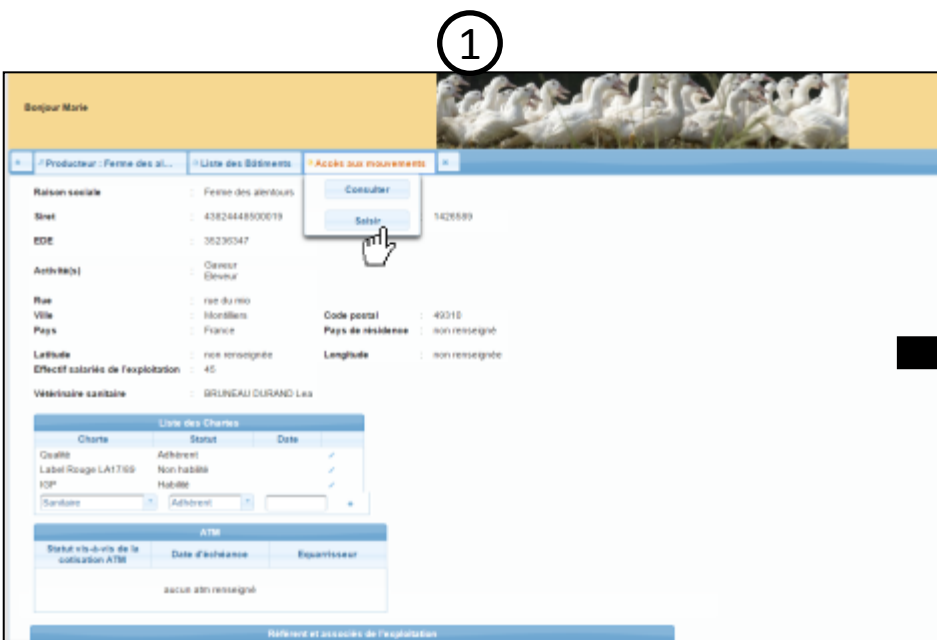 1
Bonjour Marie
Producteur : Ferme des al... Liste des Bâtiments Accès aux mouvements
Raison sociale : Ferme des alentours
Consulter
Siret : 43824448500019 : 1426589
Saisir
EDE : 35236347
Activité(s) : Gaveur
Eleveur
Rue : rue du mio
Ville : Montilliers Code postal : 49310
Pays : France Pays de résidence : non renseigné
Latitude : non renseignée Longitude : non renseignée
Effectif salariés de l'exploitation : 45
Vétérinaire sanitaire : BRUNEAU DURAND Lea
Liste des Chartes
Charte Statut Date
Qualité Adhérent
Label Rouge LA17/89 Non habilité
IGP Habilité
Sanitaire Adhérent
ATM
Statut vis-à-vis de la cotisation ATM Date d'échéance Equarrisseur
aucun atm renseigné
Référent et associés de l'exploitation